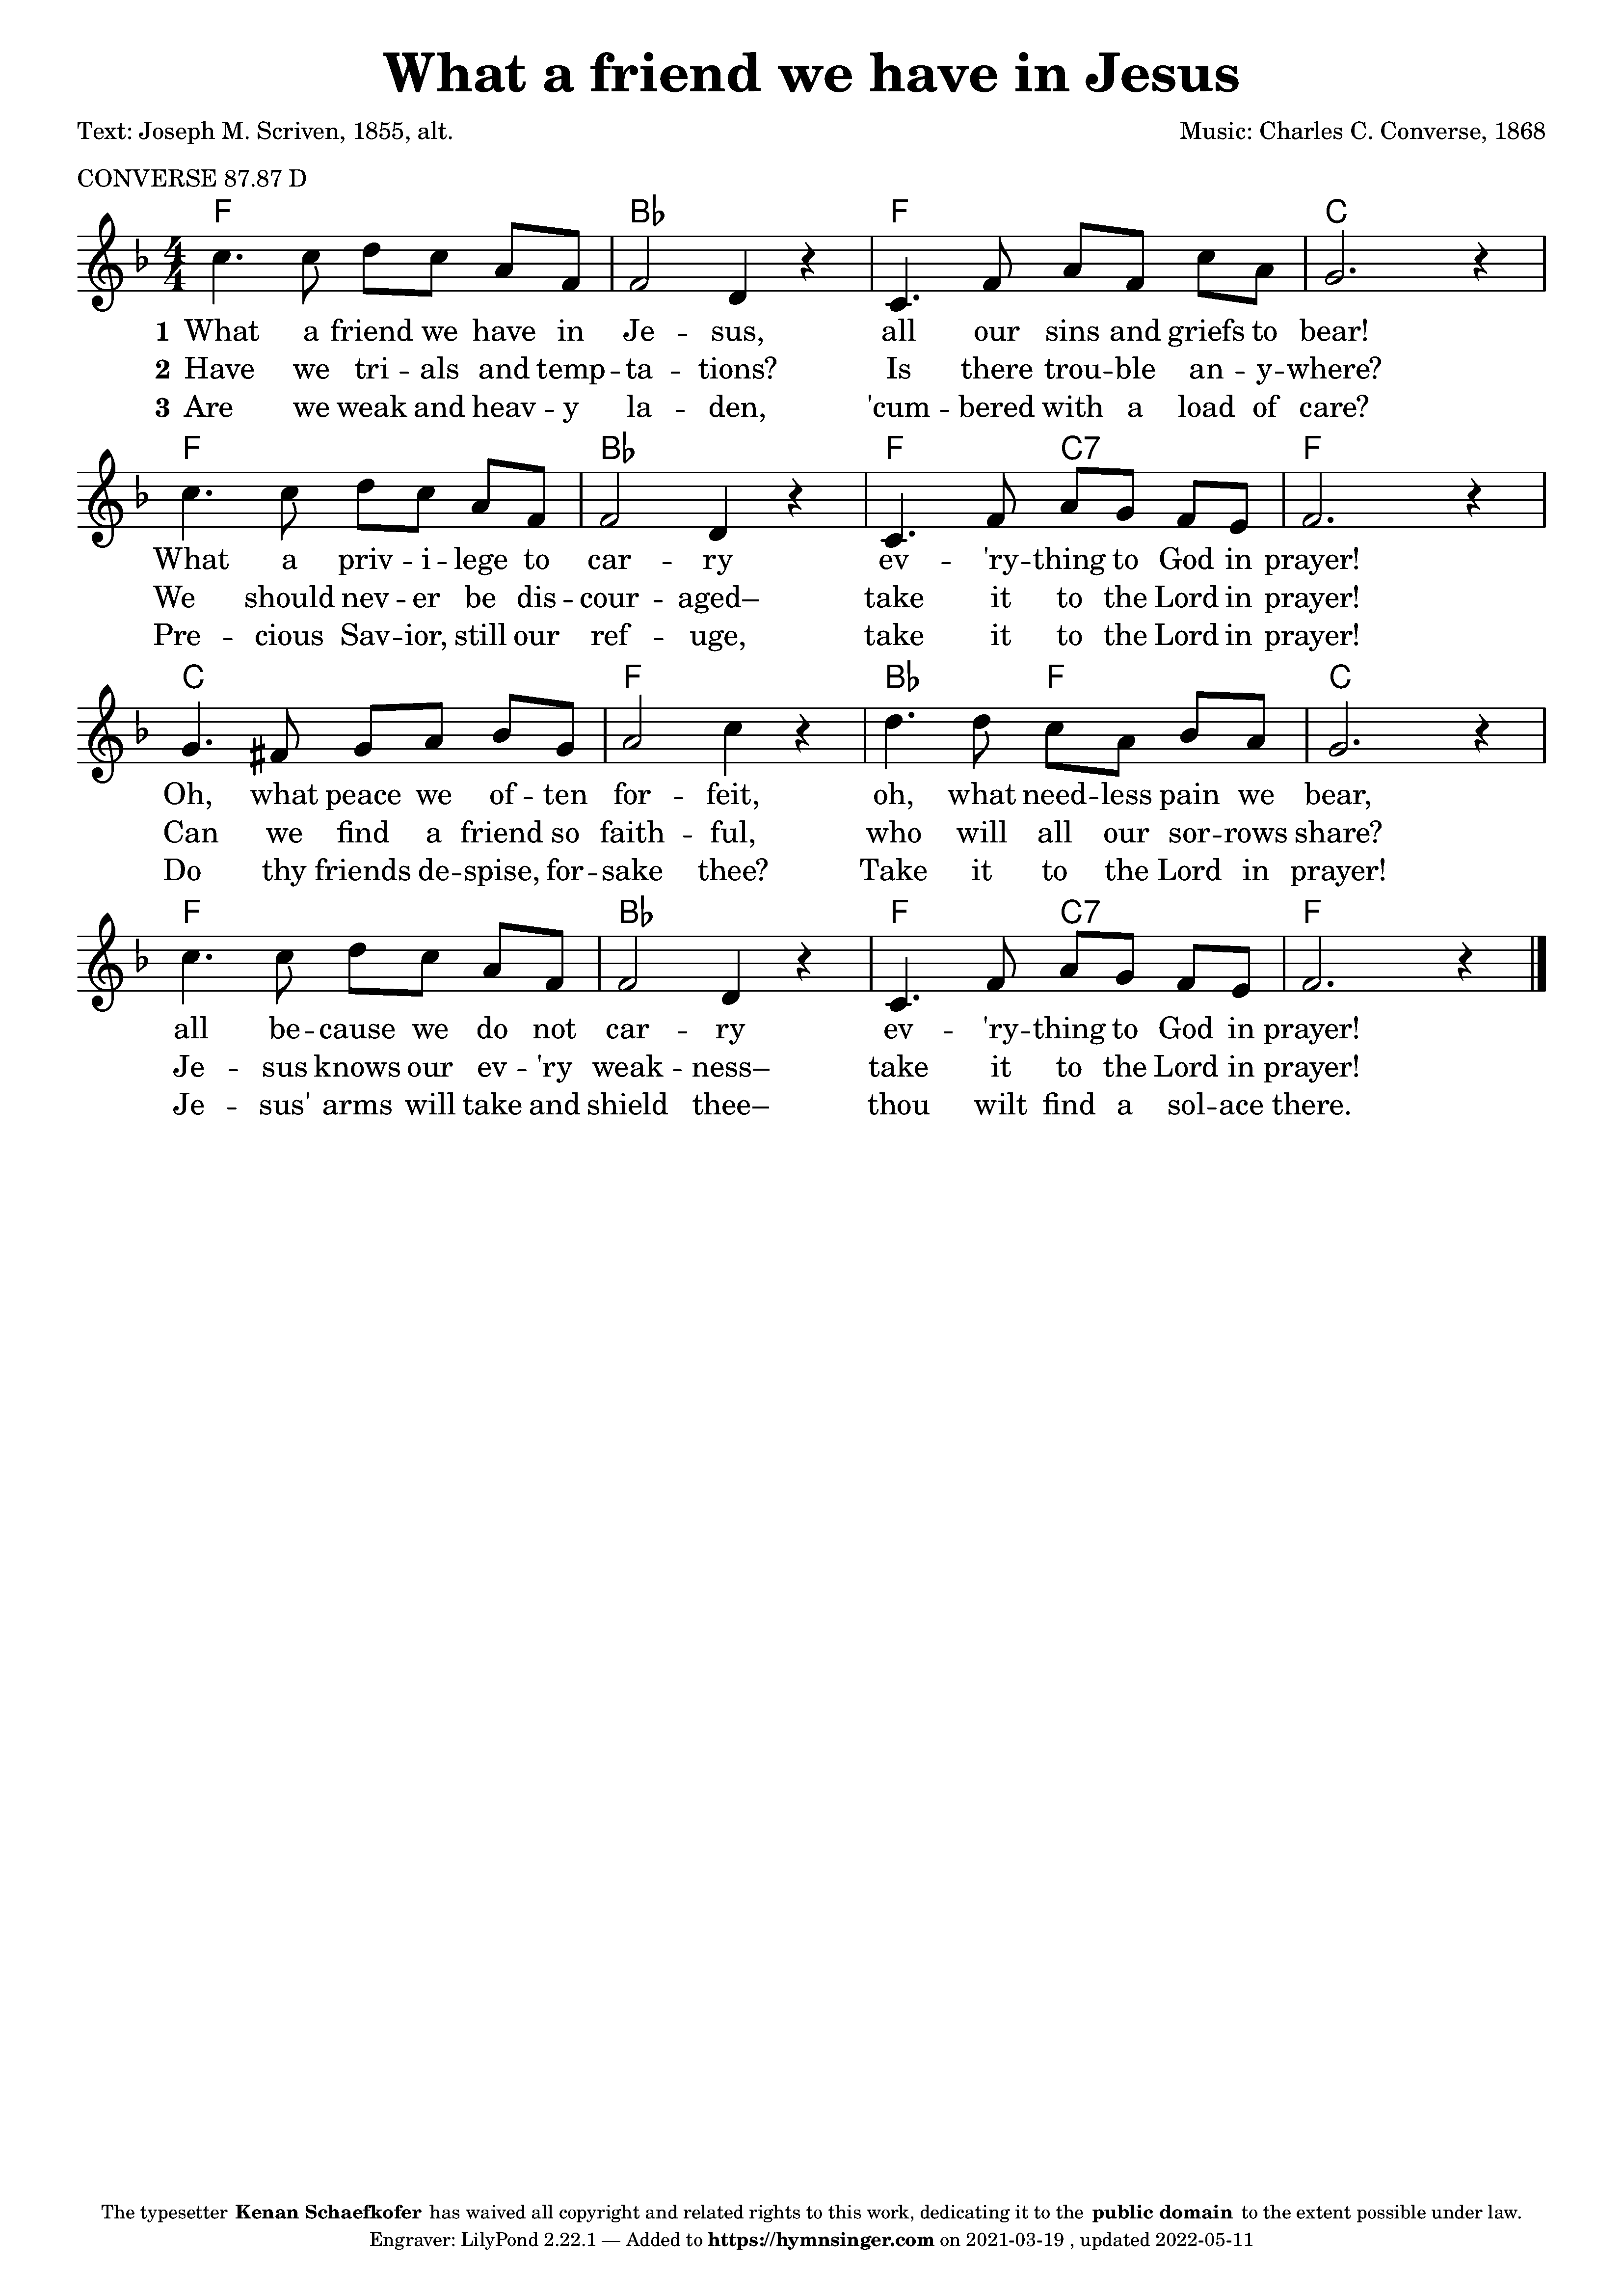 What a friend we have in Jesus
Text: Joseph M. Scriven, 1855, alt. Music: Charles C. Converse, 1868
CONVERSE 87.87 D
F B♭ F C
4
4
1 What a friend we have in Je -- sus, all our sins and griefs to bear!
2 Have we tri -- als and temp -- ta -- tions? Is there trou -- ble an -- y -- where?
3 Are we weak and heav -- y la -- den, 'cum -- bered with a load of care?
F B♭ F C7 F
What a priv -- i -- lege to car -- ry ev -- 'ry -- thing to God in prayer!
We should nev -- er be dis -- cour -- aged– take it to the Lord in prayer!
Pre -- cious Sav -- ior, still our ref -- uge, take it to the Lord in prayer!
C F B♭ F C
Oh, what peace we of -- ten for -- feit, oh, what need -- less pain we bear,
Can we find a friend so faith -- ful, who will all our sor -- rows share?
Do thy friends de -- spise, for -- sake thee? Take it to the Lord in prayer!
F B♭ F C7 F
all be -- cause we do not car -- ry ev -- 'ry -- thing to God in prayer!
Je -- sus knows our ev -- 'ry weak -- ness– take it to the Lord in prayer!
Je -- sus' arms will take and shield thee– thou wilt find a sol -- ace there.
The typesetter Kenan Schaefkofer has waived all copyright and related rights to this work, dedicating it to the public domain to the extent possible under law.
Engraver: LilyPond 2.22.1 — Added to https://hymnsinger.com on 2021-03-19 , updated 2022-05-11